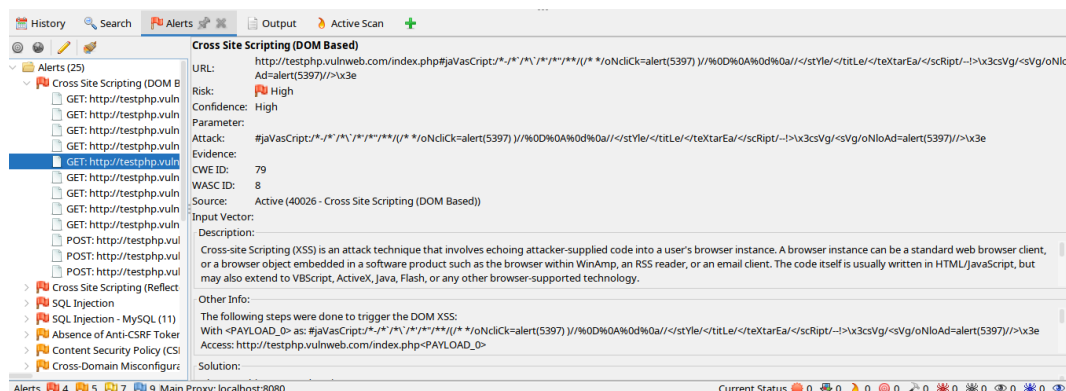 History Search Alerts Output Active Scan
Alerts (25)
Cross Site Scripting (DOM B
GET: http://testphp.vuln
GET: http://testphp.vuln
GET: http://testphp.vuln
GET: http://testphp.vuln
GET: http://testphp.vuln
GET: http://testphp.vuln
GET: http://testphp.vuln
GET: http://testphp.vuln
GET: http://testphp.vuln
POST: http://testphp.vul
POST: http://testphp.vul
POST: http://testphp.vul
Cross Site Scripting (Reflect
SQL Injection
SQL Injection - MySQL (11)
Absence of Anti-CSRF Toker
Content Security Policy (CSI
Cross-Domain Misconfigura
Cross Site Scripting (DOM Based)
URL: http://testphp.vulnweb.com/index.php#jaVasCript:/*-/*`/*\`/*'/*"/**/(/* */oNcliCk=alert(5397) )//%0D%0A%0d%0a//</stYle/</titLe/</teXtarEa/</scRipt/--!>\x3csVg/<sVg/oNlo
Ad=alert(5397)//>\x3e
Risk: High
Confidence: High
Parameter:
Attack: #jaVasCript:/*-/*`/*\`/*'/*"/**/(/* */oNcliCk=alert(5397) )//%0D%0A%0d%0a//</stYle/</titLe/</teXtarEa/</scRipt/--!>\x3csVg/<sVg/oNloAd=alert(5397)//>\x3e
Evidence:
CWE ID: 79
WASC ID: 8
Source: Active (40026 - Cross Site Scripting (DOM Based))
Input Vector:
Description:
Cross-site Scripting (XSS) is an attack technique that involves echoing attacker-supplied code into a user's browser instance. A browser instance can be a standard web browser client,
or a browser object embedded in a software product such as the browser within WinAmp, an RSS reader, or an email client. The code itself is usually written in HTML/JavaScript, but
may also extend to VBScript, ActiveX, Java, Flash, or any other browser-supported technology.
Other Info:
The following steps were done to trigger the DOM XSS:
With <PAYLOAD_0> as: #jaVasCript:/*-/*`/*\`/*'/*"/**/(/* */oNcliCk=alert(5397) )//%0D%0A%0d%0a//</stYle/</titLe/</teXtarEa/</scRipt/--!>\x3csVg/<sVg/oNloAd=alert(5397)//>\x3e
Access: http://testphp.vulnweb.com/index.php<PAYLOAD_0>
Solution:
Alerts 4 5 7 9 Main Proxy: localhost:8080 Current Status 0 0 0 0 0 0 0 0 0